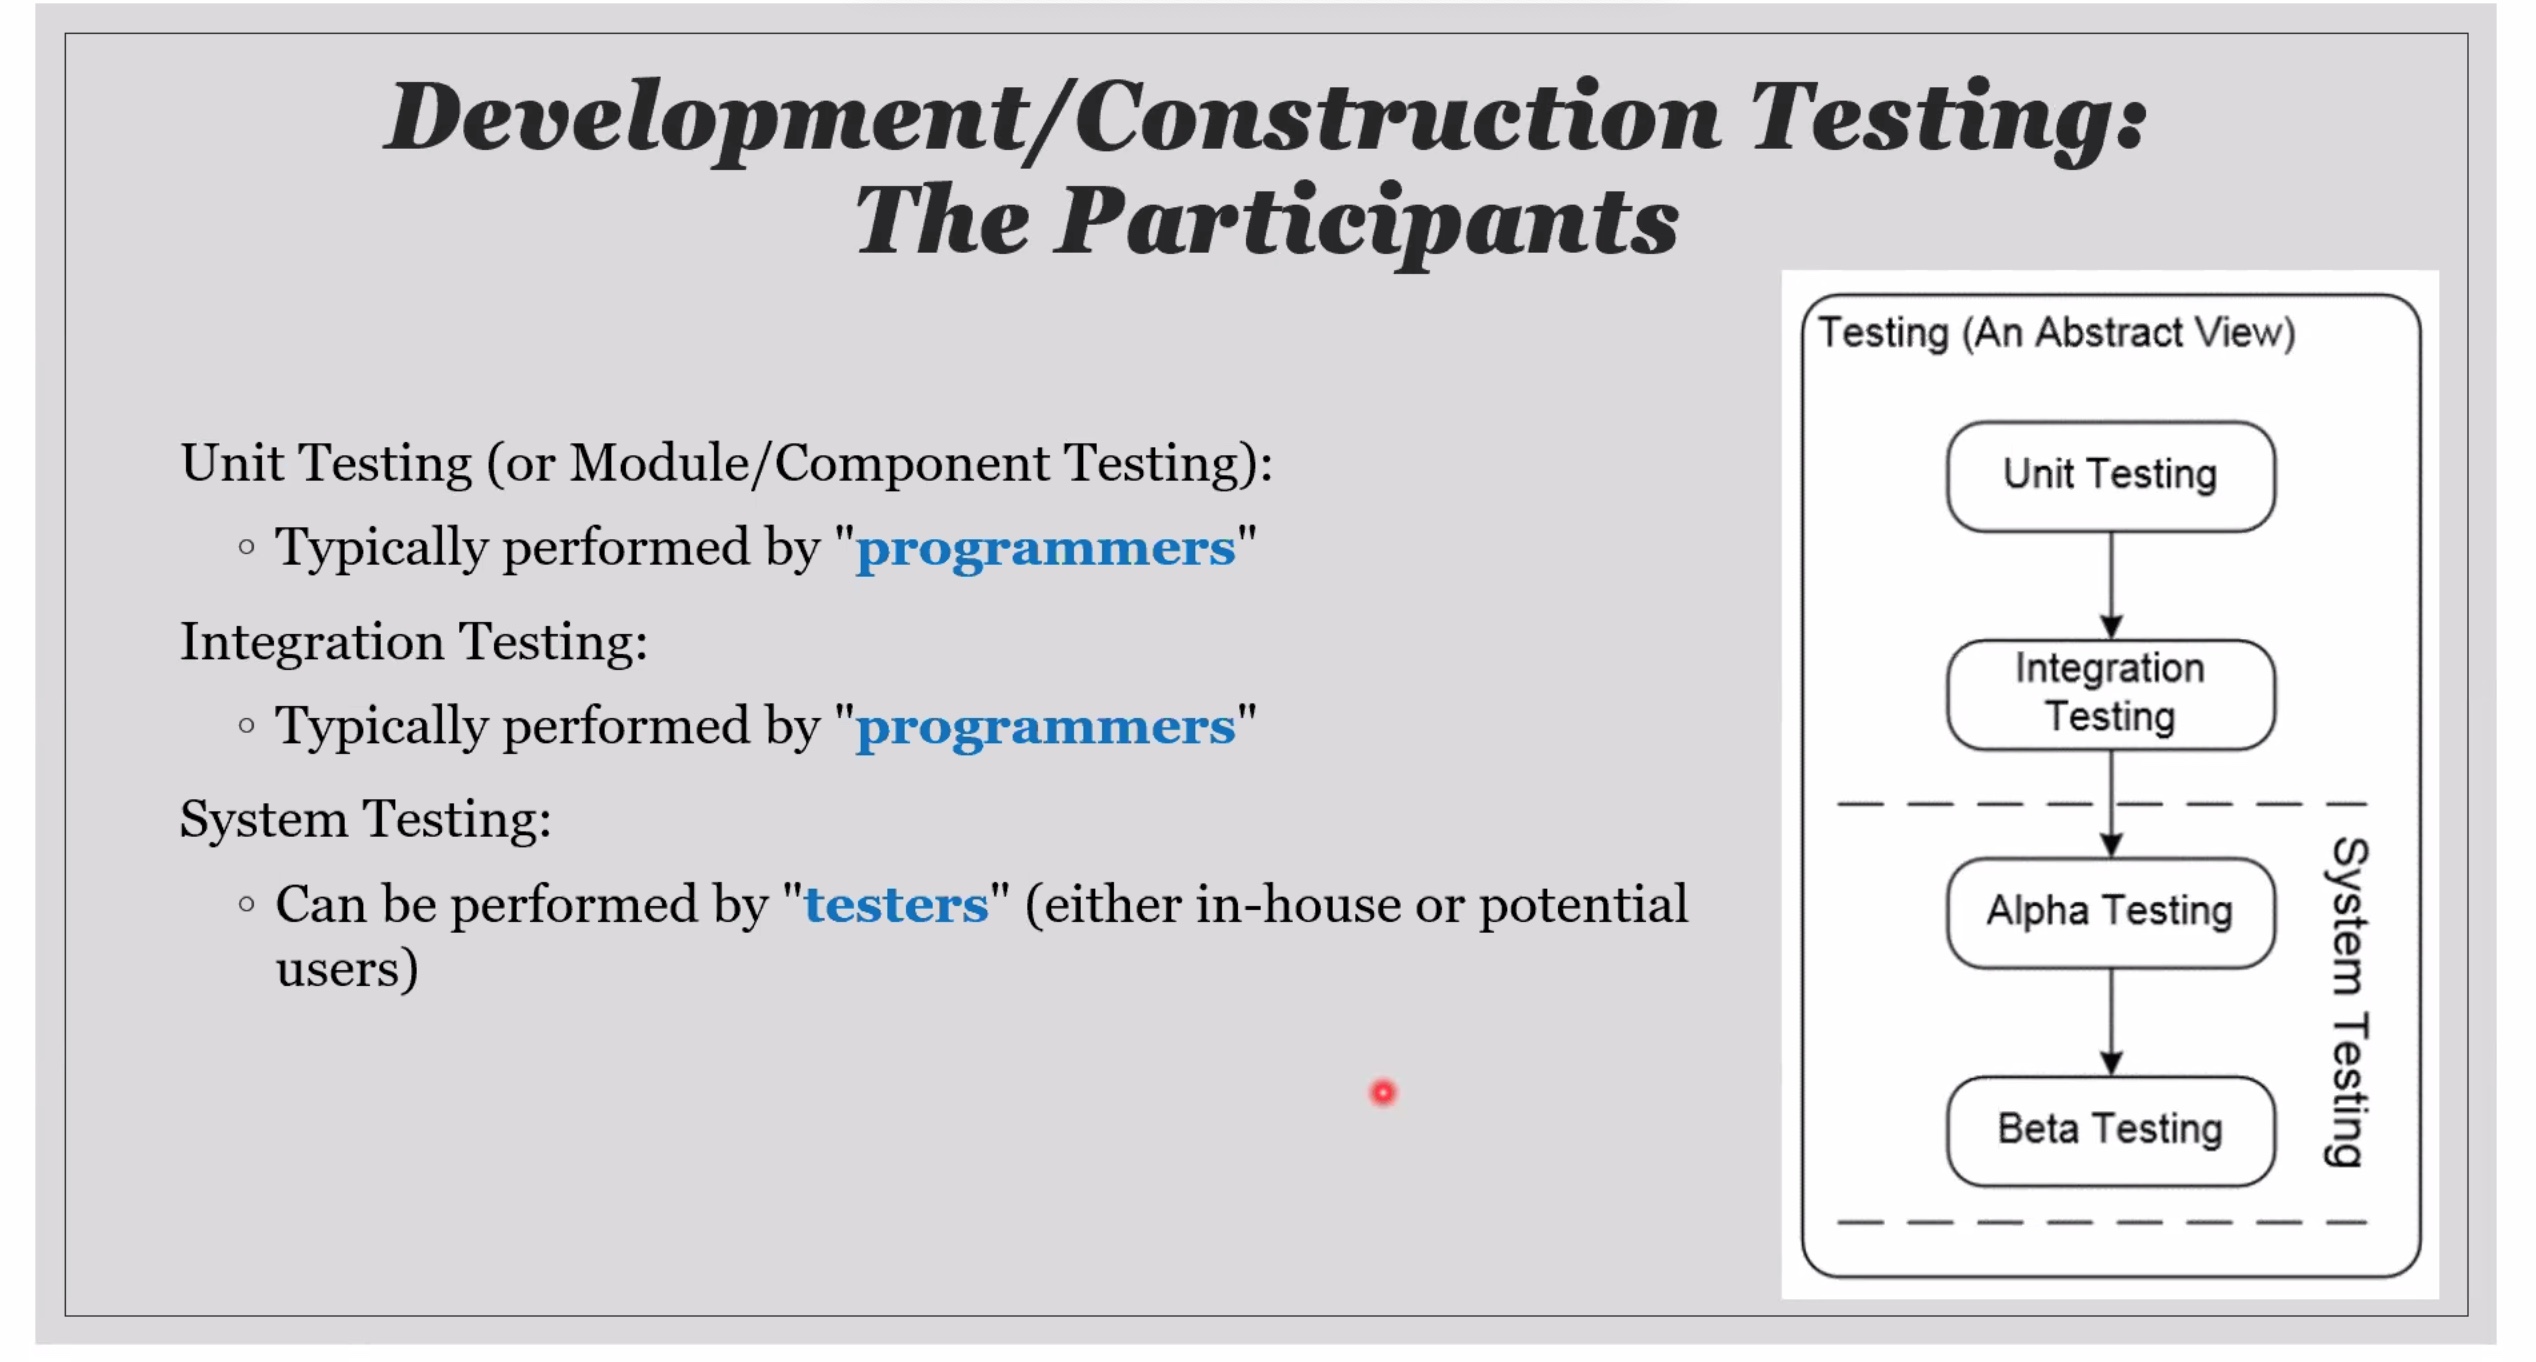 Development/Construction Testing:
The Participants
Unit Testing (or Module/Component Testing):
◦ Typically performed by "programmers"
Integration Testing:
◦ Typically performed by "programmers"
System Testing:
◦ Can be performed by "testers" (either in-house or potential
users)
Testing (An Abstract View)
Unit Testing
Integration
Testing
Alpha Testing
Beta Testing
System Testing